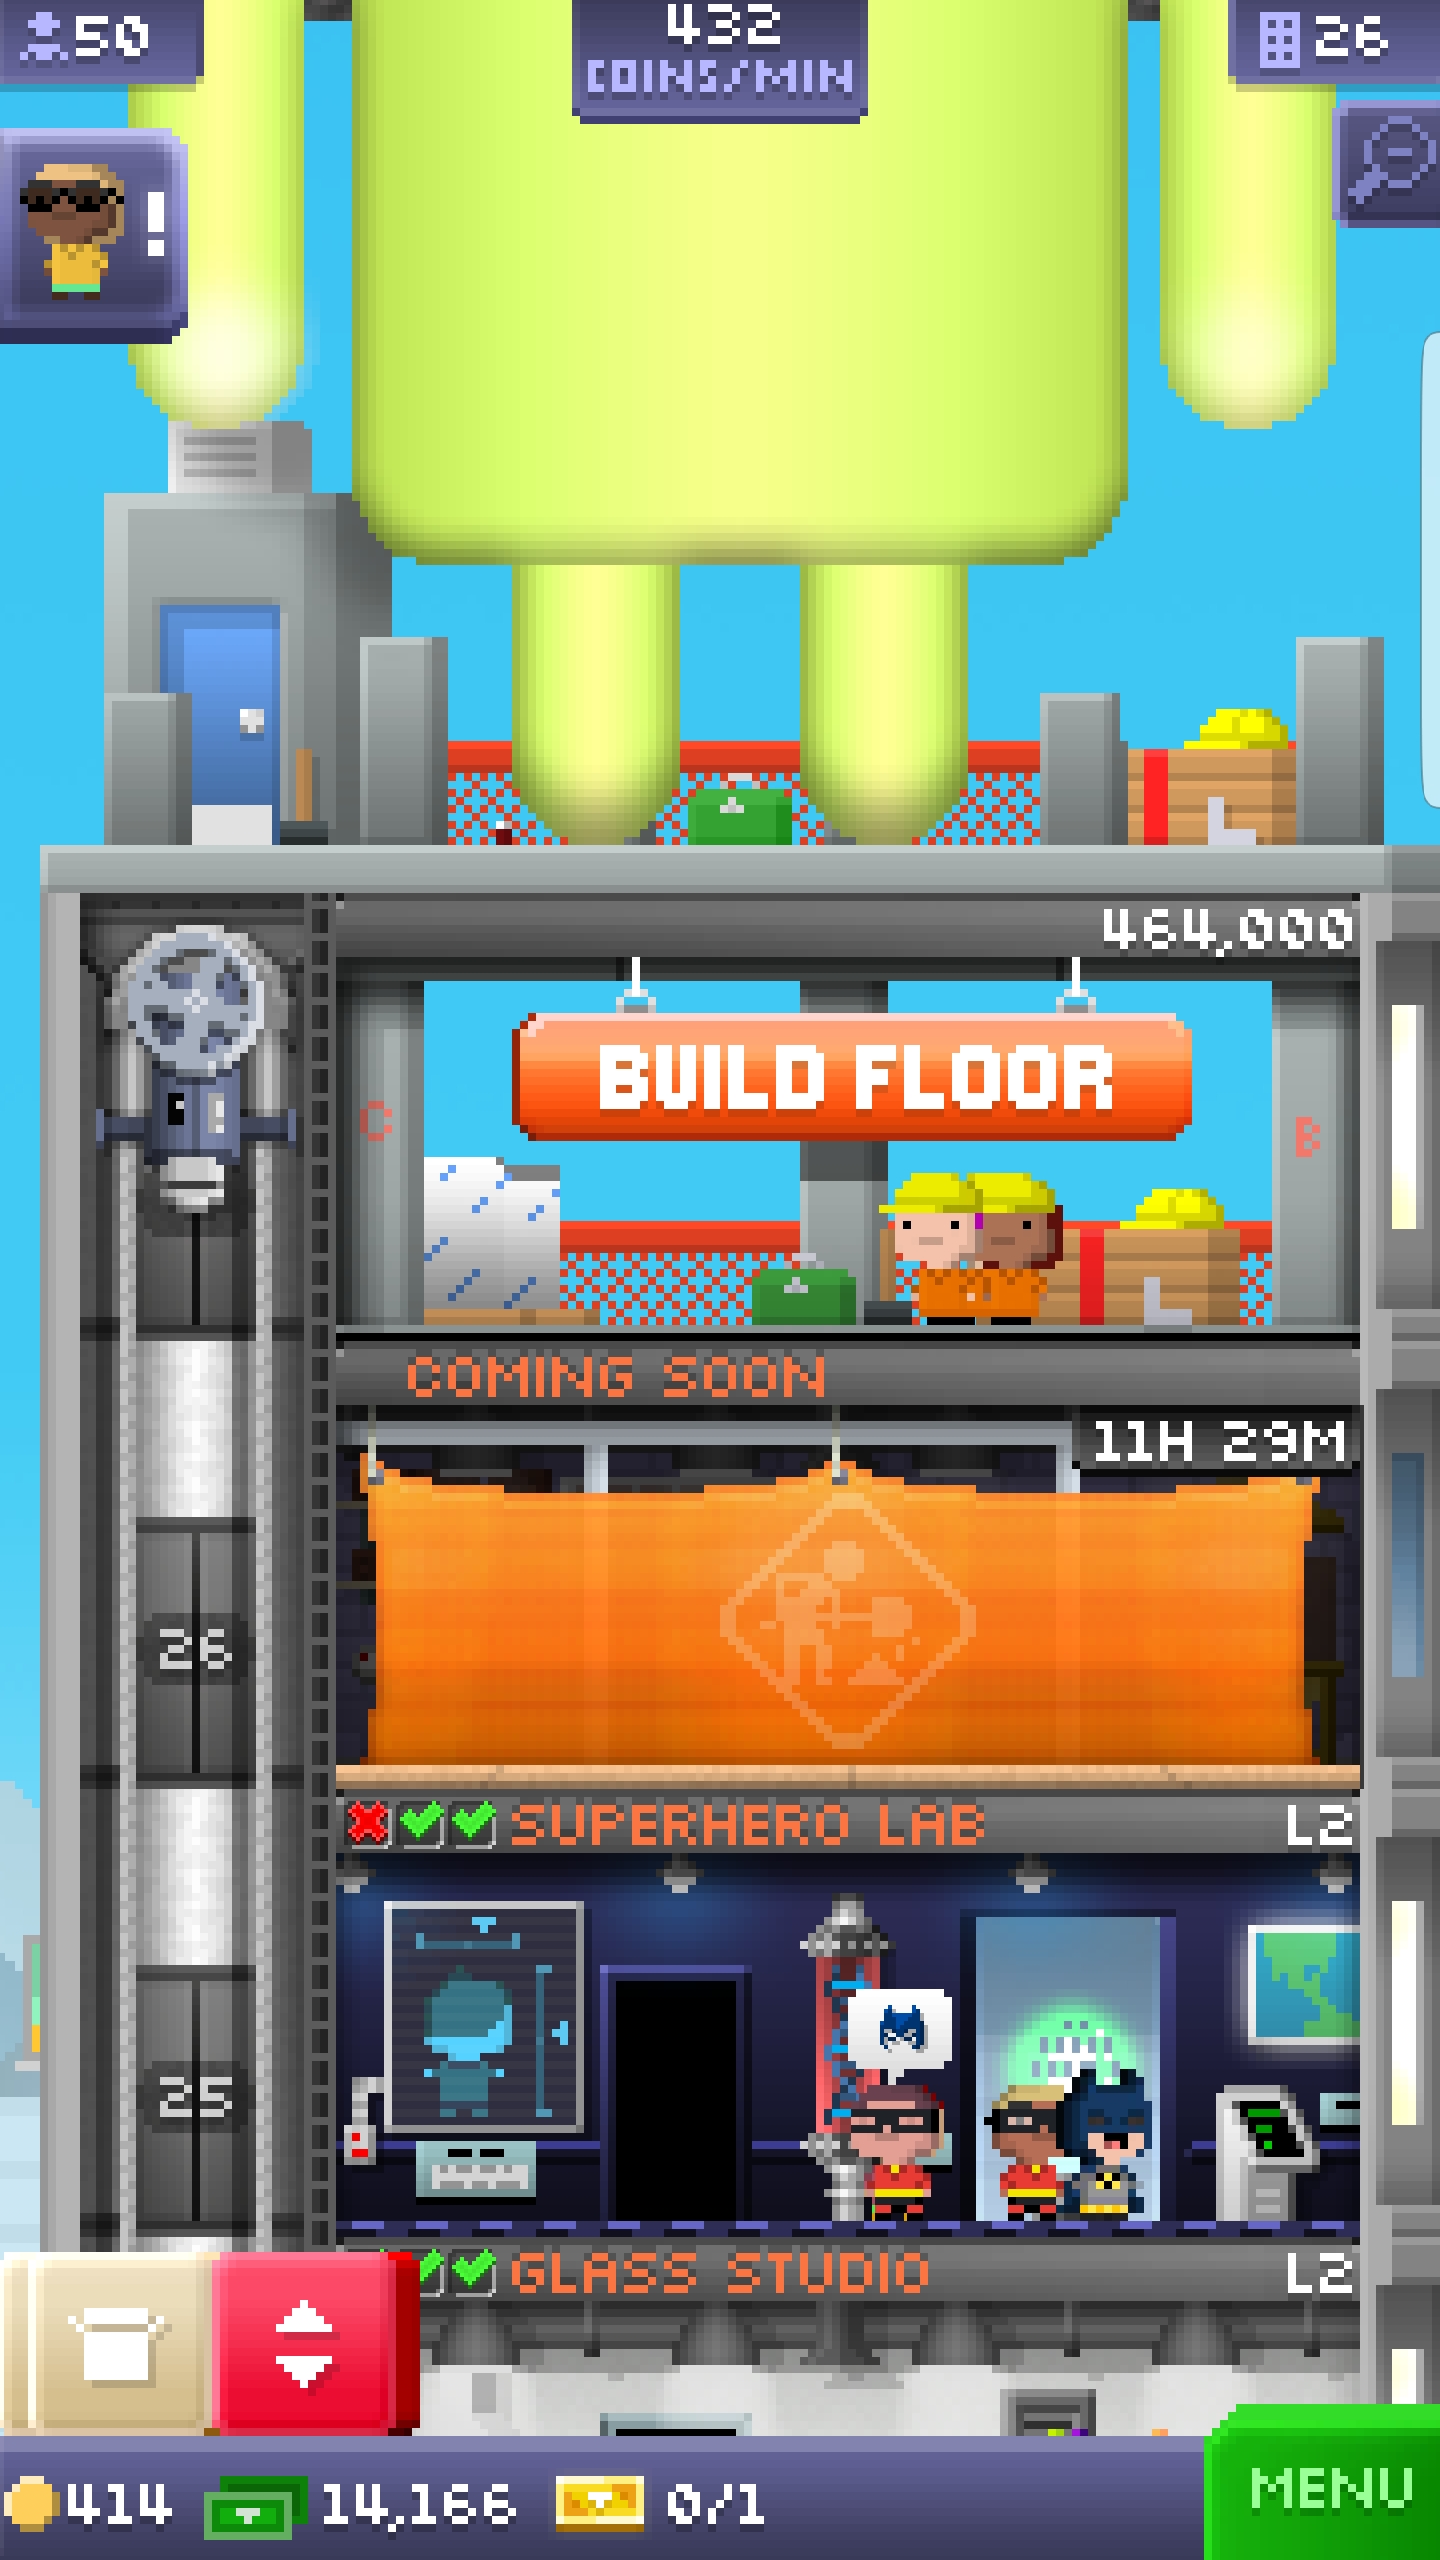 50
432
COINS/MIN
26
!
464,000
C
BUILD FLOOR
B
COMING SOON
11H 29M
26
SUPERHERO LAB
L2
25
GLASS STUDIO
L2
414
14,166
0/1
MENU